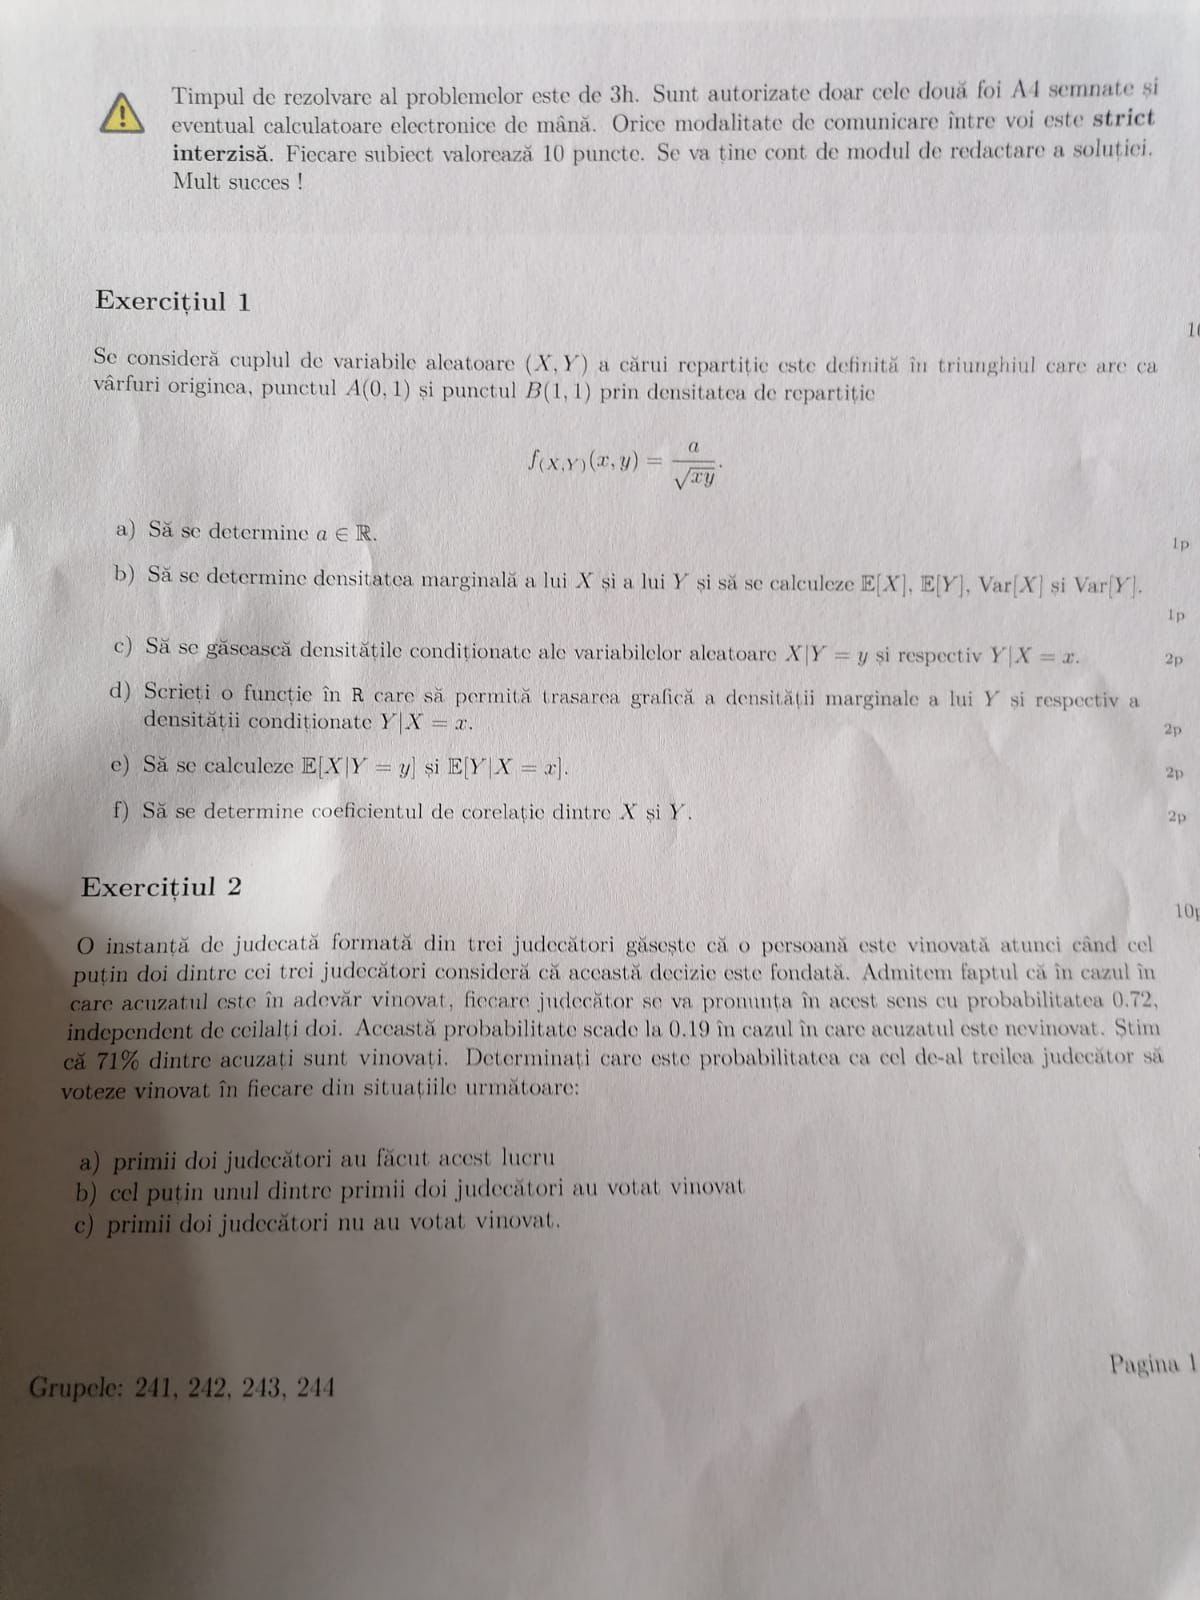 Timpul de rezolvare al problemelor este de 3h. Sunt autorizate doar cele două foi A4 semnate și
eventual calculatoare electronice de mână. Orice modalitate de comunicare între voi este strict
interzisă. Fiecare subiect valorează 10 puncte. Se va ține cont de modul de redactare a soluției.
Mult succes !
Exercițiul 1
Se consideră cuplul de variabile aleatoare (X, Y) a cărui repartiție este definită în triunghiul care are ca
vârfuri originea, punctul A(0, 1) și punctul B(1, 1) prin densitatea de repartiție
f_{(X,Y)}(x, y) = \frac{a}{\sqrt{xy}}.
a) Să se determine a ∈ ℝ.
1p
b) Să se determine densitatea marginală a lui X și a lui Y și să se calculeze 𝔼[X], 𝔼[Y], Var[X] și Var[Y].
1p
c) Să se găsească densitățile condiționate ale variabilelor aleatoare X|Y = y și respectiv Y|X = x.
2p
d) Scrieți o funcție în R care să permită trasarea grafică a densității marginale a lui Y și respectiv a
densității condiționate Y|X = x.
2p
e) Să se calculeze 𝔼[X|Y = y] și 𝔼[Y|X = x].
2p
f) Să se determine coeficientul de corelație dintre X și Y.
2p
Exercițiul 2
10p
O instanță de judecată formată din trei judecători găsește că o persoană este vinovată atunci când cel
puțin doi dintre cei trei judecători consideră că această decizie este fondată. Admitem faptul că în cazul în
care acuzatul este în adevăr vinovat, fiecare judecător se va pronunța în acest sens cu probabilitatea 0.72,
independent de ceilalți doi. Această probabilitate scade la 0.19 în cazul în care acuzatul este nevinovat. Știm
că 71% dintre acuzați sunt vinovați. Determinați care este probabilitatea ca cel de-al treilea judecător să
voteze vinovat în fiecare din situațiile următoare:
a) primii doi judecători au făcut acest lucru
b) cel puțin unul dintre primii doi judecători au votat vinovat
c) primii doi judecători nu au votat vinovat.
Grupele: 241, 242, 243, 244
Pagina 1